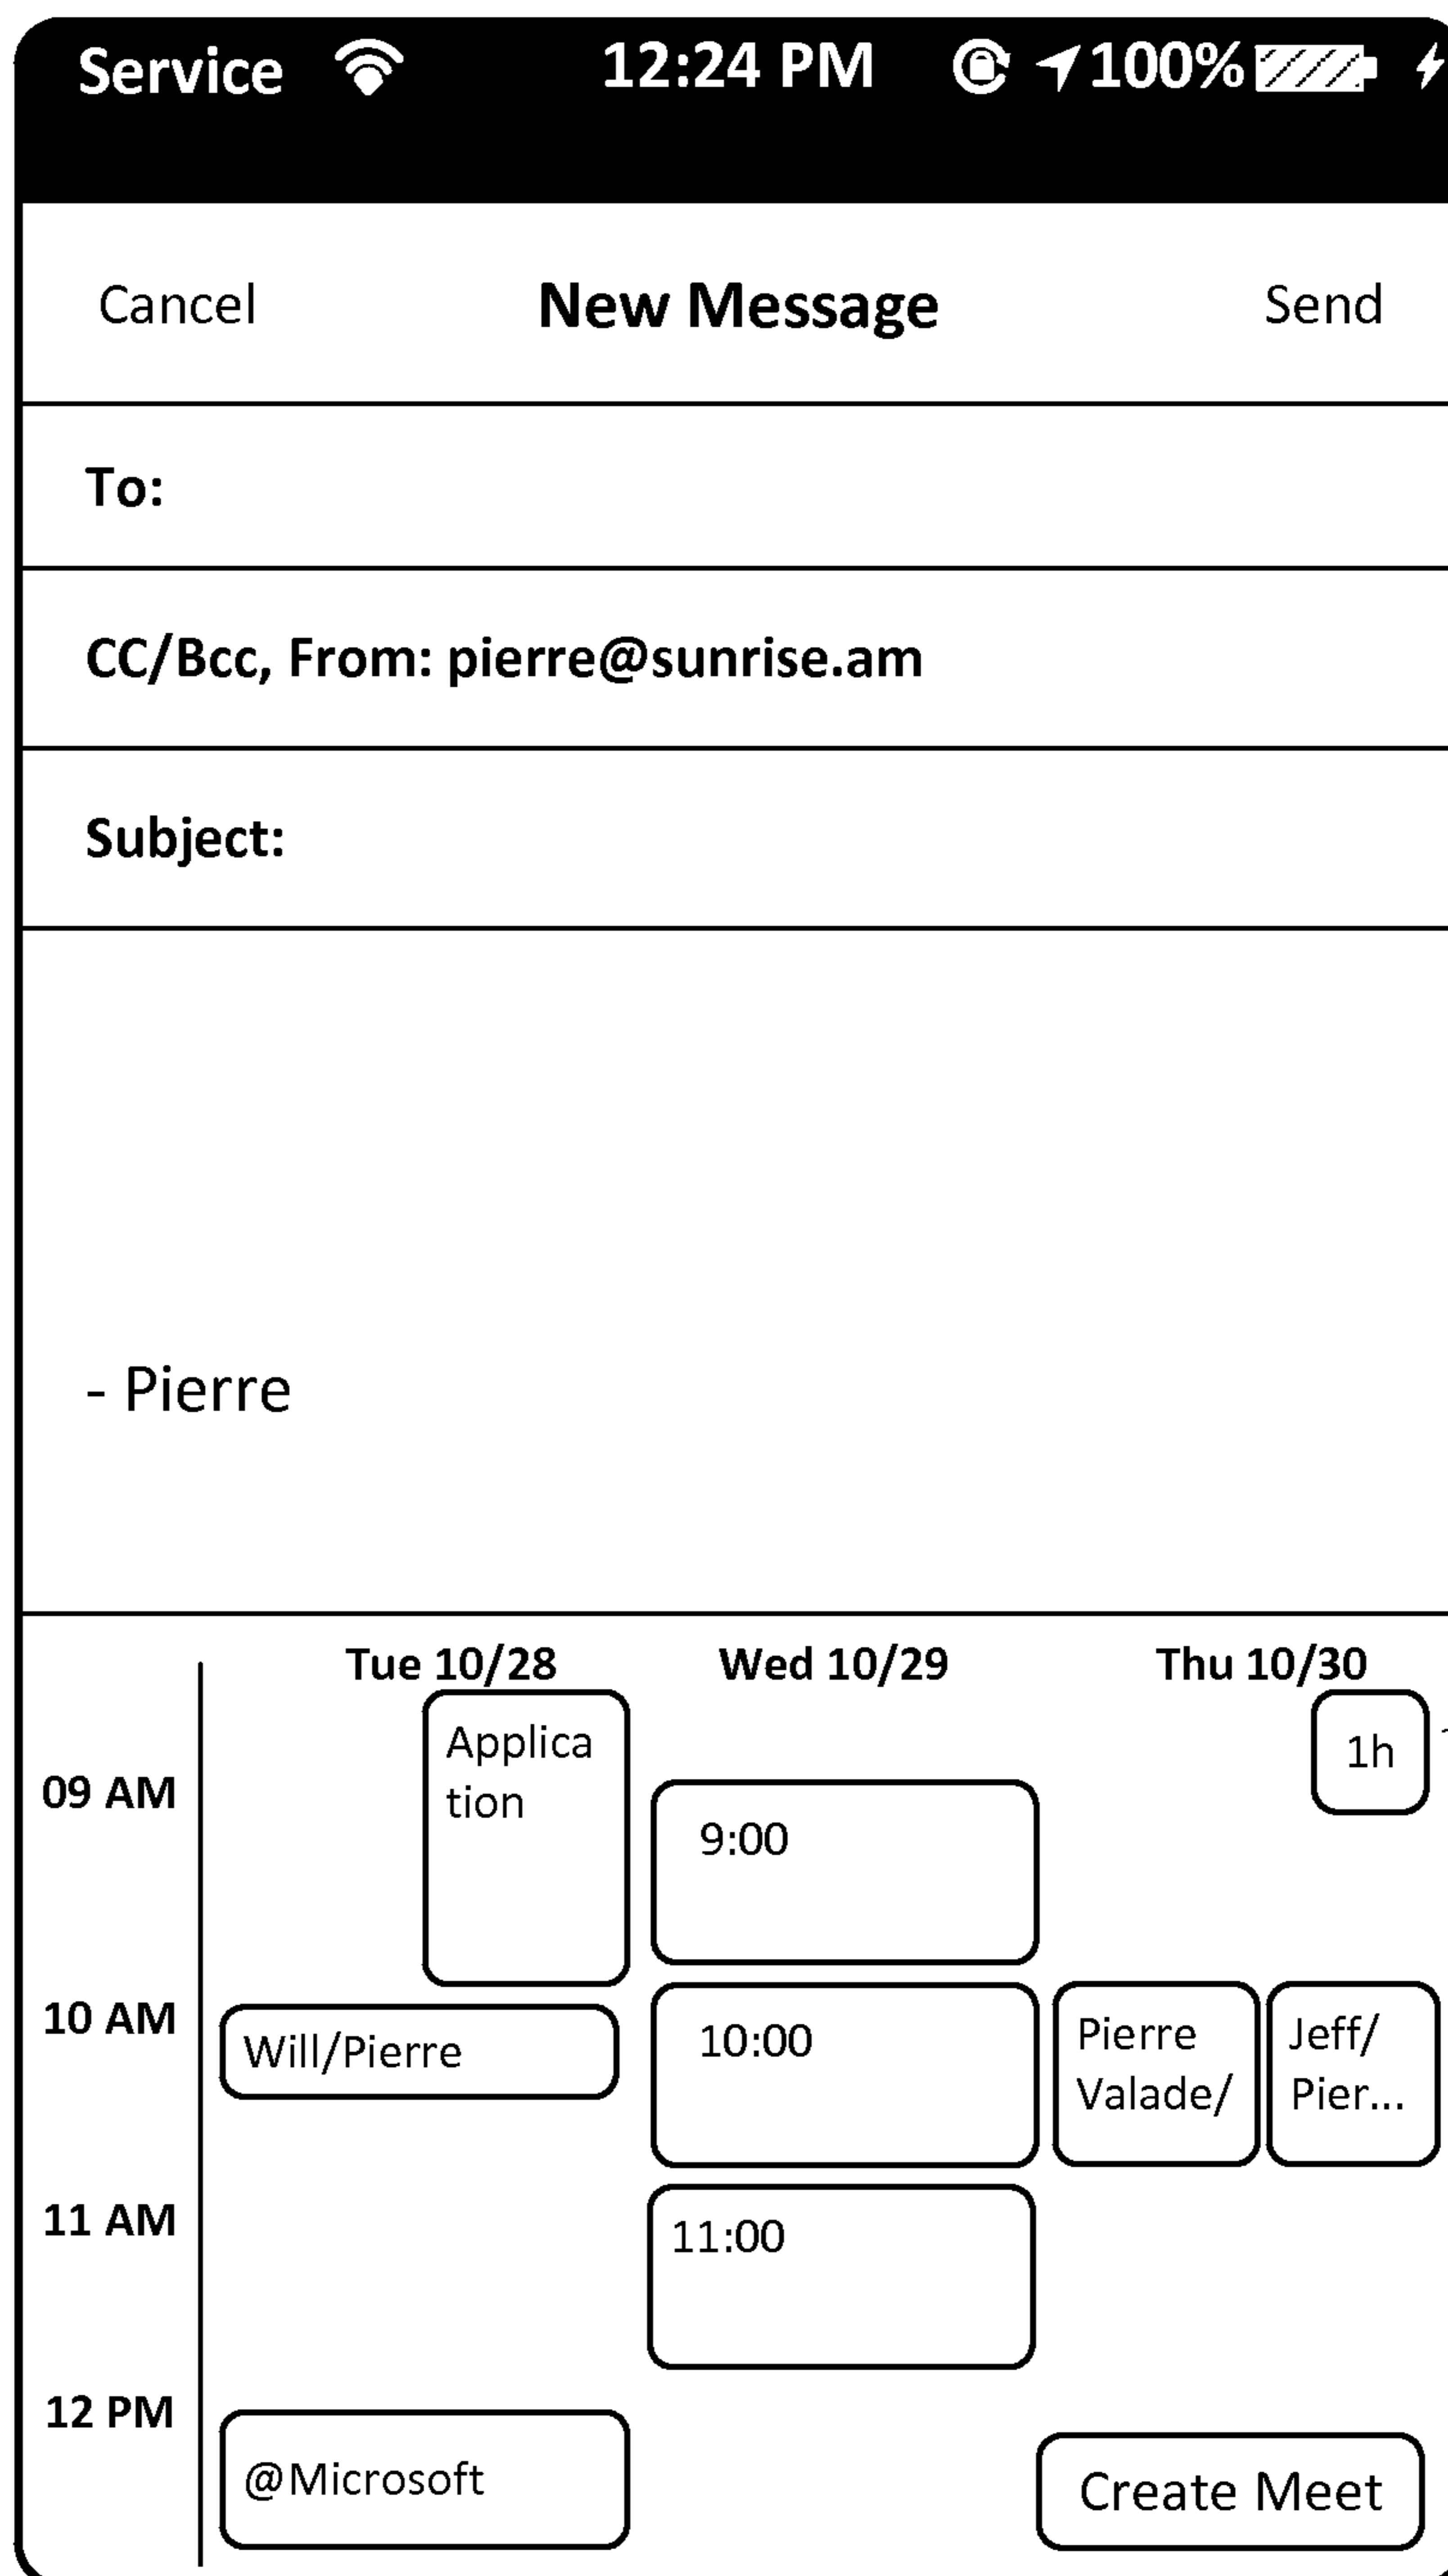 Service 12:24 PM 100%
Cancel New Message Send
To:
CC/Bcc, From: pierre@sunrise.am
Subject:
- Pierre
Tue 10/28 Wed 10/29 Thu 10/30
Applica
tion
1h
09 AM
9:00
10 AM
Will/Pierre
10:00
Pierre
Valade/
Jeff/
Pier...
11 AM
11:00
12 PM
@Microsoft
Create Meet